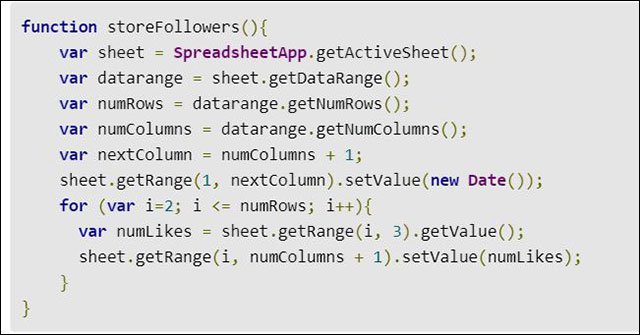 function storeFollowers(){
    var sheet = SpreadsheetApp.getActiveSheet();
    var datarange = sheet.getDataRange();
    var numRows = datarange.getNumRows();
    var numColumns = datarange.getNumColumns();
    var nextColumn = numColumns + 1;
    sheet.getRange(1, nextColumn).setValue(new Date());
    for (var i=2; i <= numRows; i++){
      var numLikes = sheet.getRange(i, 3).getValue();
      sheet.getRange(i, numColumns + 1).setValue(numLikes);
    }
}